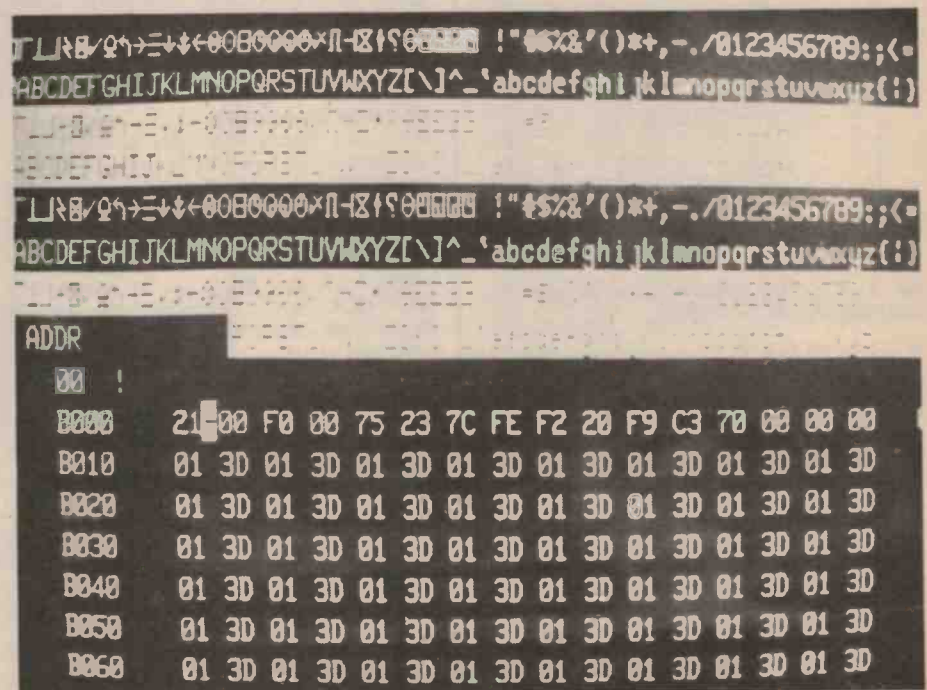 !"#$%&'()*+,-./0123456789:;<=
ABCDEFGHIJKLMNOPQRSTUVWXYZ[\]^_`abcdefghijklmnopqrstuvwxyz{¦}
!"#$%&'()*+,-./0123456789:;<=
ABCDEFGHIJKLMNOPQRSTUVWXYZ[\]^_`abcdefghijklmnopqrstuvwxyz{¦}
ADDR
00 !
B000 21 00 F0 00 75 23 7C FE F2 20 F9 C3 70 00 00 00
B010 01 3D 01 3D 01 3D 01 3D 01 3D 01 3D 01 3D 01 3D
B020 01 3D 01 3D 01 3D 01 3D 01 3D 01 3D 01 3D 01 3D
B030 01 3D 01 3D 01 3D 01 3D 01 3D 01 3D 01 3D 01 3D
B040 01 3D 01 3D 01 3D 01 3D 01 3D 01 3D 01 3D 01 3D
B050 01 3D 01 3D 01 3D 01 3D 01 3D 01 3D 01 3D 01 3D
B060 01 3D 01 3D 01 3D 01 3D 01 3D 01 3D 01 3D 01 3D